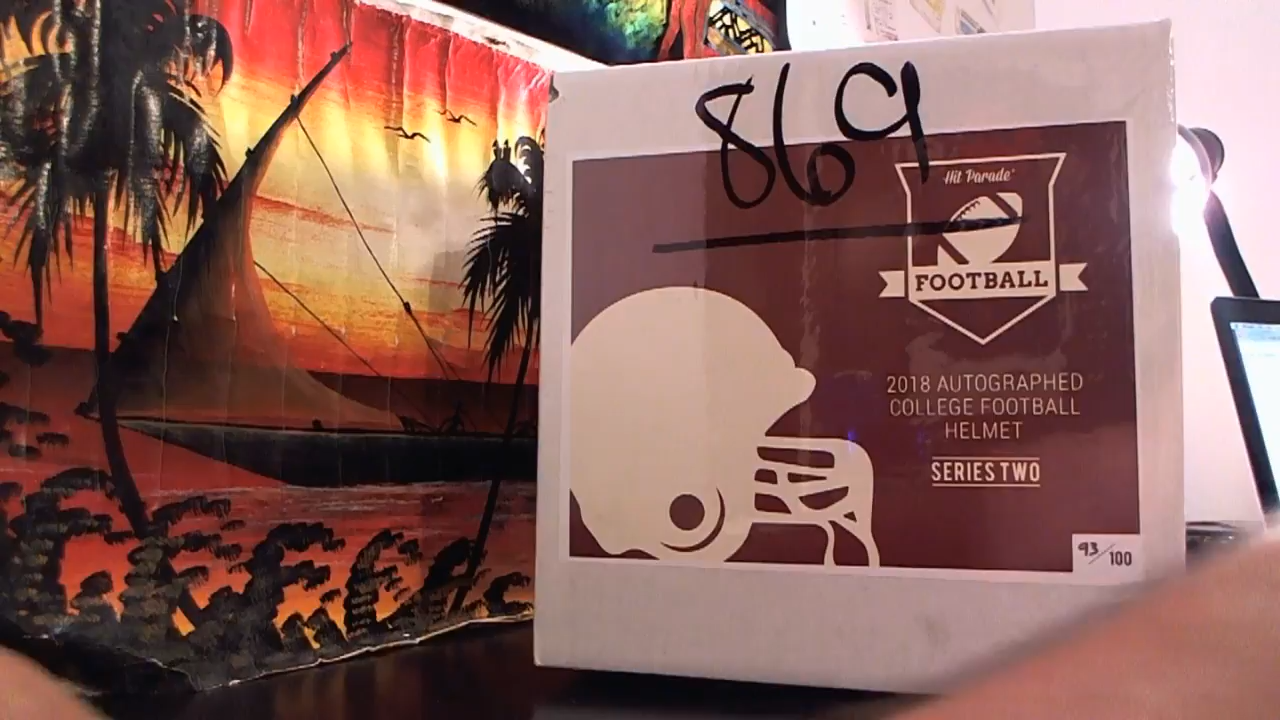 869
Hit Parade
FOOTBALL
2018 AUTOGRAPHED
COLLEGE FOOTBALL
HELMET
SERIES TWO
93/100